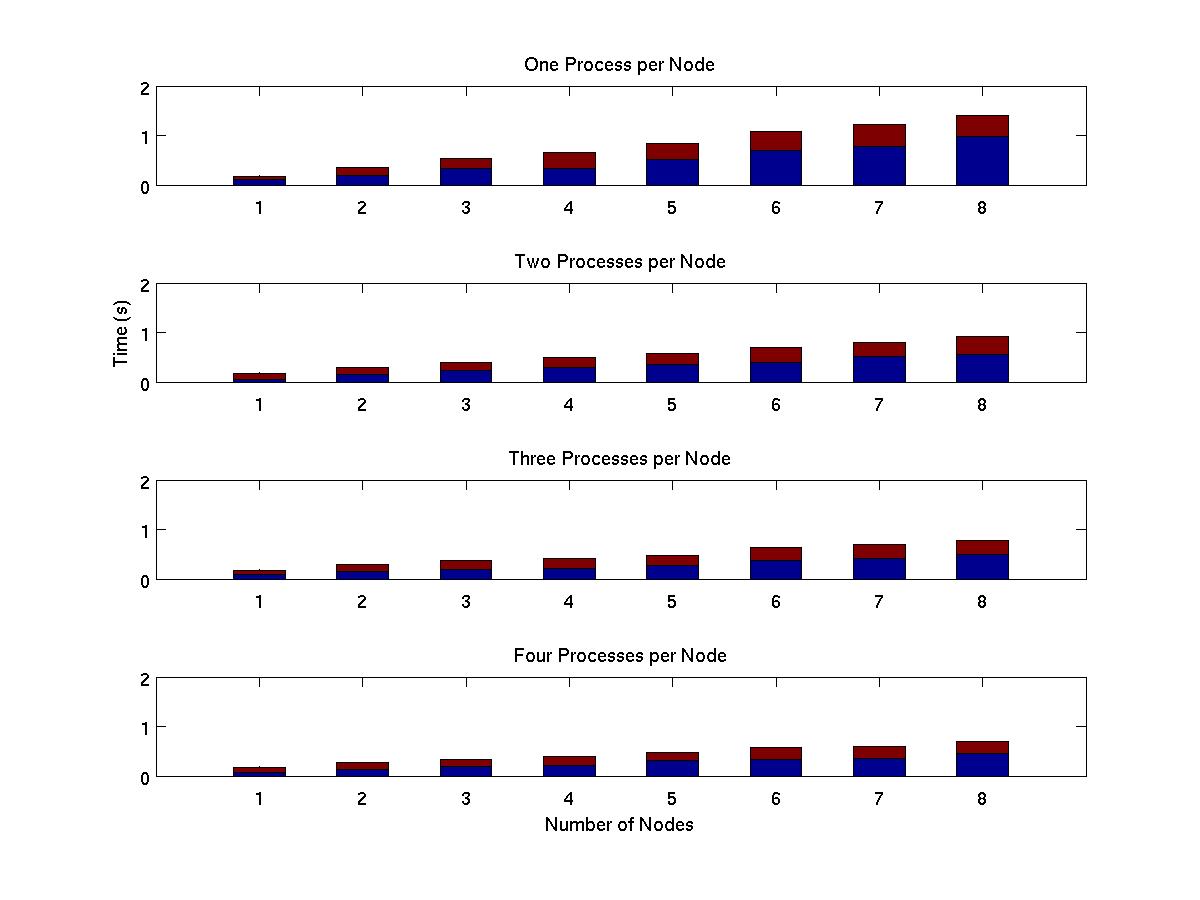 One Process per Node
2
1
0
1 2 3 4 5 6 7 8
Two Processes per Node
2
1
0
Time (s)
1 2 3 4 5 6 7 8
Three Processes per Node
2
1
0
1 2 3 4 5 6 7 8
Four Processes per Node
2
1
0
1 2 3 4 5 6 7 8
Number of Nodes